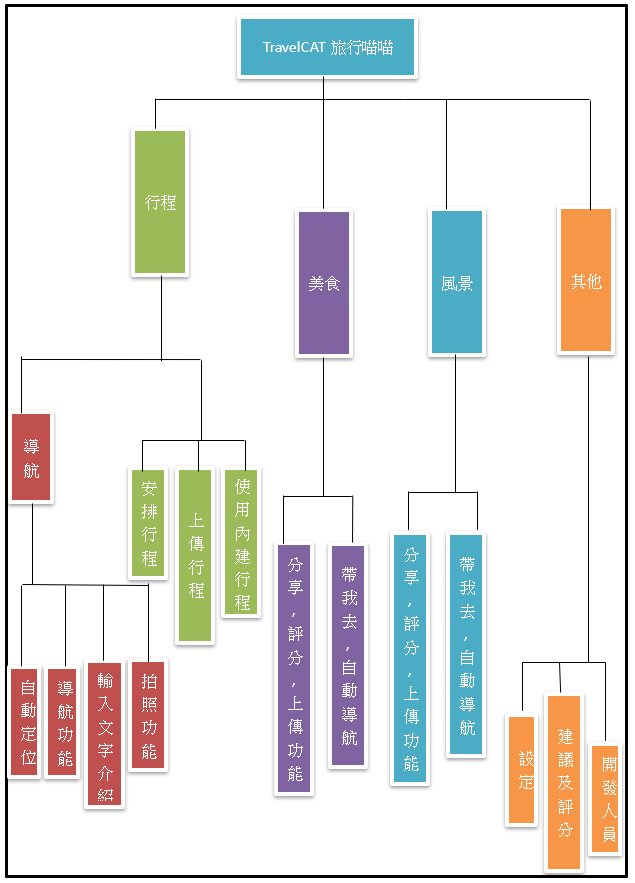 TravelCAT 旅行喵喵
行程
美食
風景
其他
導航
安排行程
上傳行程
使用內建行程
分享,評分,上傳功能
帶我去,自動導航
分享,評分,上傳功能
帶我去,自動導航
自動定位
導航功能
輸入文字介紹
拍照功能
設定
建議及評分
開發人員